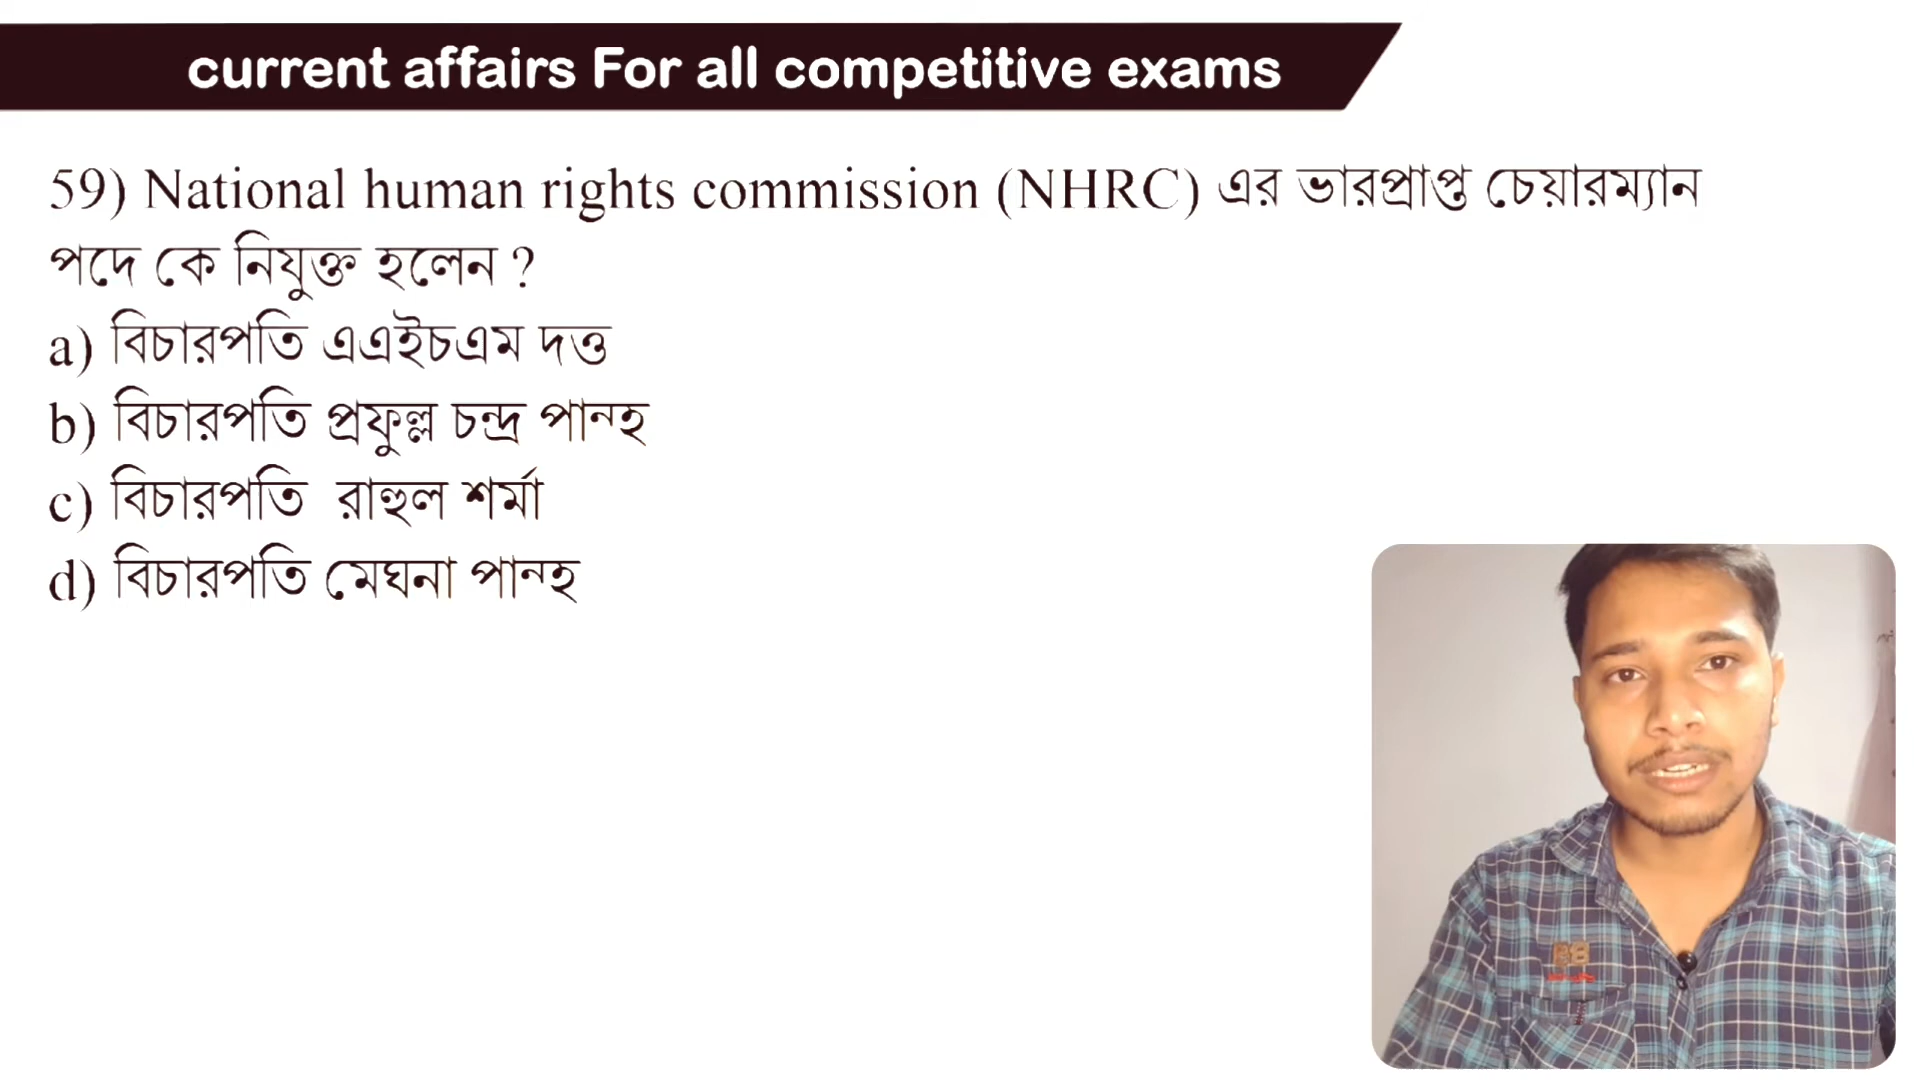 current affairs For all competitive exams
59) National human rights commission (NHRC) এর ভারপ্রাপ্ত চেয়ারম্যান
পদে কে নিযুক্ত হলেন ?
a) বিচারপতি এএইচএম দত্ত
b) বিচারপতি প্রফুল্ল চন্দ্র পান্হ
c) বিচারপতি রাহুল শর্মা
d) বিচারপতি মেঘনা পান্হ